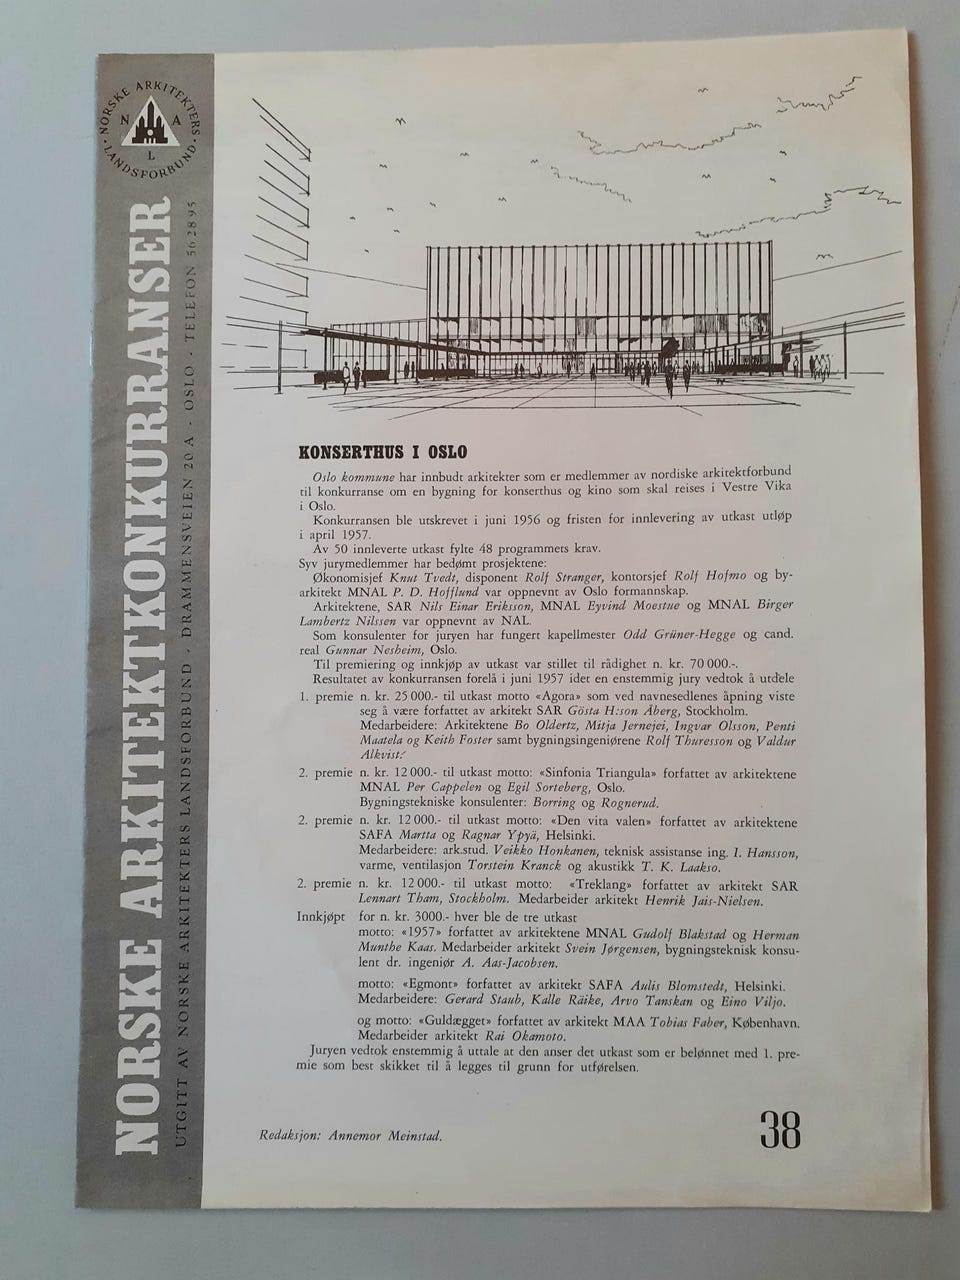 NORSKE ARKITEKTERS
LANDSFORBUND
N A
L
NORSKE ARKITEKTKONKURRANSER
UTGITT AV NORSKE ARKITEKTERS LANDSFORBUND · DRAMMENSVEIEN 20 A · OSLO · TELEFON 56 28 95
KONSERTHUS I OSLO
Oslo kommune har innbudt arkitekter som er medlemmer av nordiske arkitektforbund
til konkurranse om en bygning for konserthus og kino som skal reises i Vestre Vika
i Oslo.
Konkurransen ble utskrevet i juni 1956 og fristen for innlevering av utkast utløp
i april 1957.
Av 50 innleverte utkast fylte 48 programmets krav.
Syv jurymedlemmer har bedømt prosjektene:
Økonomisjef Knut Tvedt, disponent Rolf Stranger, kontorsjef Rolf Hofmo og by-
arkitekt MNAL P. D. Hofflund var oppnevnt av Oslo formannskap.
Arkitektene, SAR Nils Einar Eriksson, MNAL Eyvind Moestue og MNAL Birger
Lambertz Nilssen var oppnevnt av NAL.
Som konsulenter for juryen har fungert kapellmester Odd Grüner-Hegge og cand.
real Gunnar Nesheim, Oslo.
Til premiering og innkjøp av utkast var stillet til rådighet n. kr. 70 000.-.
Resultatet av konkurransen forelå i juni 1957 idet en enstemmig jury vedtok å utdele
1. premie n. kr. 25 000.- til utkast motto «Agora» som ved navnesedlenes åpning viste
seg å være forfattet av arkitekt SAR Gösta H:son Åberg, Stockholm.
Medarbeidere: Arkitektene Bo Oldertz, Mitja Jernejei, Ingvar Olsson, Penti
Maatela og Keith Foster samt bygningsingeniørene Rolf Thuresson og Valdur
Alkvist.
2. premie n. kr. 12 000.- til utkast motto: «Sinfonia Triangula» forfattet av arkitektene
MNAL Per Cappelen og Egil Sorteberg, Oslo.
Bygningstekniske konsulenter: Borring og Rognerud.
2. premie n. kr. 12 000.- til utkast motto: «Den vita valen» forfattet av arkitektene
SAFA Martta og Ragnar Ypyä, Helsinki.
Medarbeidere: ark.stud. Veikko Honkanen, teknisk assistanse ing. I. Hansson,
varme, ventilasjon Torstein Kranck og akustikk T. K. Laakso.
2. premie n. kr. 12 000.- til utkast motto: «Treklang» forfattet av arkitekt SAR
Lennart Tham, Stockholm. Medarbeider arkitekt Henrik Jais-Nielsen.
Innkjøpt for n. kr. 3000.- hver ble de tre utkast
motto: «1957» forfattet av arkitektene MNAL Gudolf Blakstad og Herman
Munthe Kaas. Medarbeider arkitekt Svein Jørgensen, bygningsteknisk konsu-
lent dr. ingeniør A. Aas-Jacobsen.
motto: «Egmont» forfattet av arkitekt SAFA Aulis Blomstedt, Helsinki.
Medarbeidere: Gerard Staub, Kalle Räike, Arvo Tanskan og Eino Viljo.
og motto: «Guldægget» forfattet av arkitekt MAA Tobias Faber, København.
Medarbeider arkitekt Rai Okamoto.
Juryen vedtok enstemmig å uttale at den anser det utkast som er belønnet med 1. pre-
mie som best skikket til å legges til grunn for utførelsen.
Redaksjon: Annemor Meinstad.
38